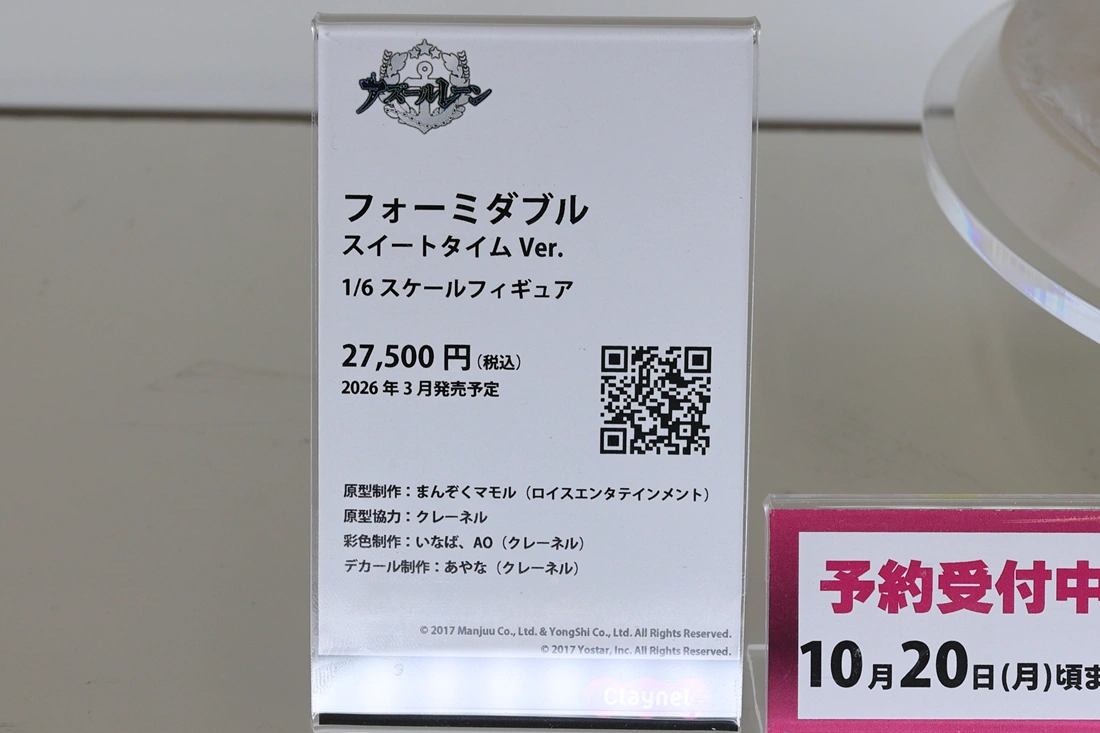 アズールレーン
フォーミダブル
スイートタイム Ver.
1/6 スケールフィギュア
27,500 円(税込)
2026 年 3 月発売予定
原型制作：まんぞくマモル（ロイスエンタテインメント）
原型協力：クレーネル
彩色制作：いなば、AO（クレーネル）
デカール制作：あやな（クレーネル）
© 2017 Manjuu Co., Ltd. & YongShi Co., Ltd. All Rights Reserved.
© 2017 Yostar, Inc. All Rights Reserved.
Claynel
予約受付中
10月20日(月)頃ま